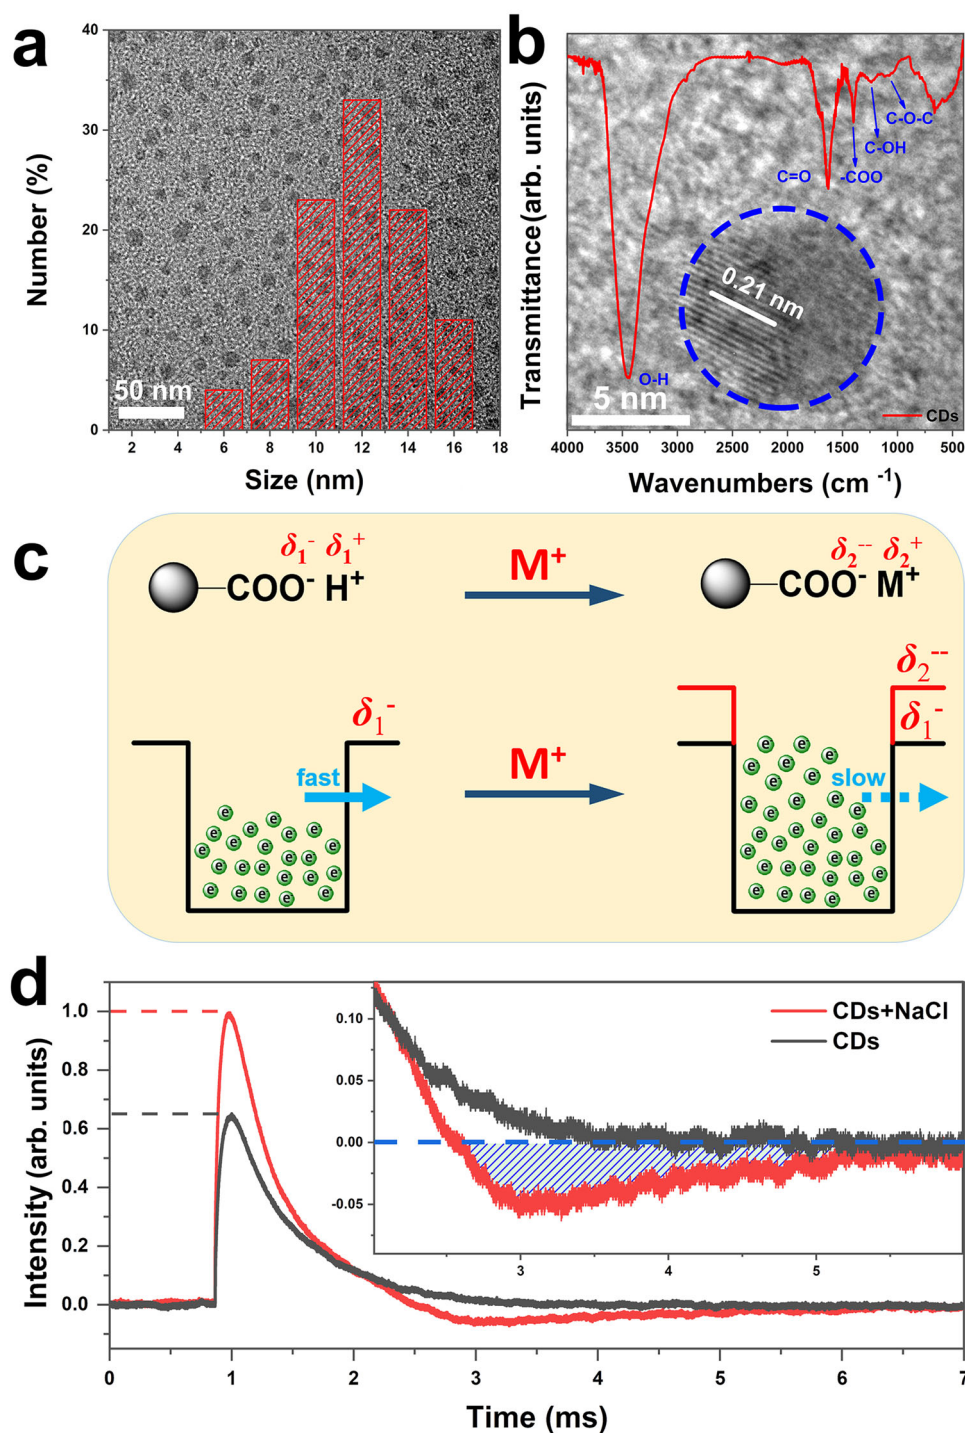 a
40
30
20
10
0
Number (%)
50 nm
2 4 6 8 10 12 14 16 18
Size (nm)
b
Transmittance (arb. units)
C-O-C
C-OH
C=O
-COO
0.21 nm
O-H
5 nm
CDs
4000 3500 3000 2500 2000 1500 1000 500
Wavenumbers (cm -1)
c
δ1- δ1+
COO- H+
M+
δ2-- δ2+
COO- M+
δ1-
fast
e e e e e e e e e e e e e e e e e e e e e
M+
δ2--
δ1-
slow
e e e e e e e e e e e e e e e e e e e e e e e e e e e e e e e
d
1.0
0.8
0.6
0.4
0.2
0.0
Intensity (arb. units)
0.10
0.05
0.00
-0.05
3 4 5
CDs+NaCl
CDs
0 1 2 3 4 5 6 7
Time (ms)